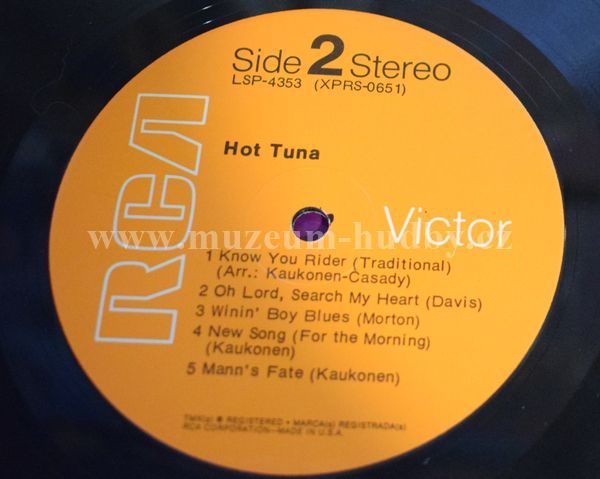 Side 2 Stereo
LSP-4353 (XPRS-0651)
Hot Tuna
RCA
Victor
www.muzeum-hudby.cz
1 Know You Rider (Traditional)
(Arr.: Kaukonen-Casady)
2 Oh Lord, Search My Heart (Davis)
3 Winin' Boy Blues (Morton)
4 New Song (For the Morning)
(Kaukonen)
5 Mann's Fate (Kaukonen)
TMK(s) ® REGISTERED • MARCA(s) REGISTRADA(s)
RCA CORPORATION—MADE IN U.S.A.